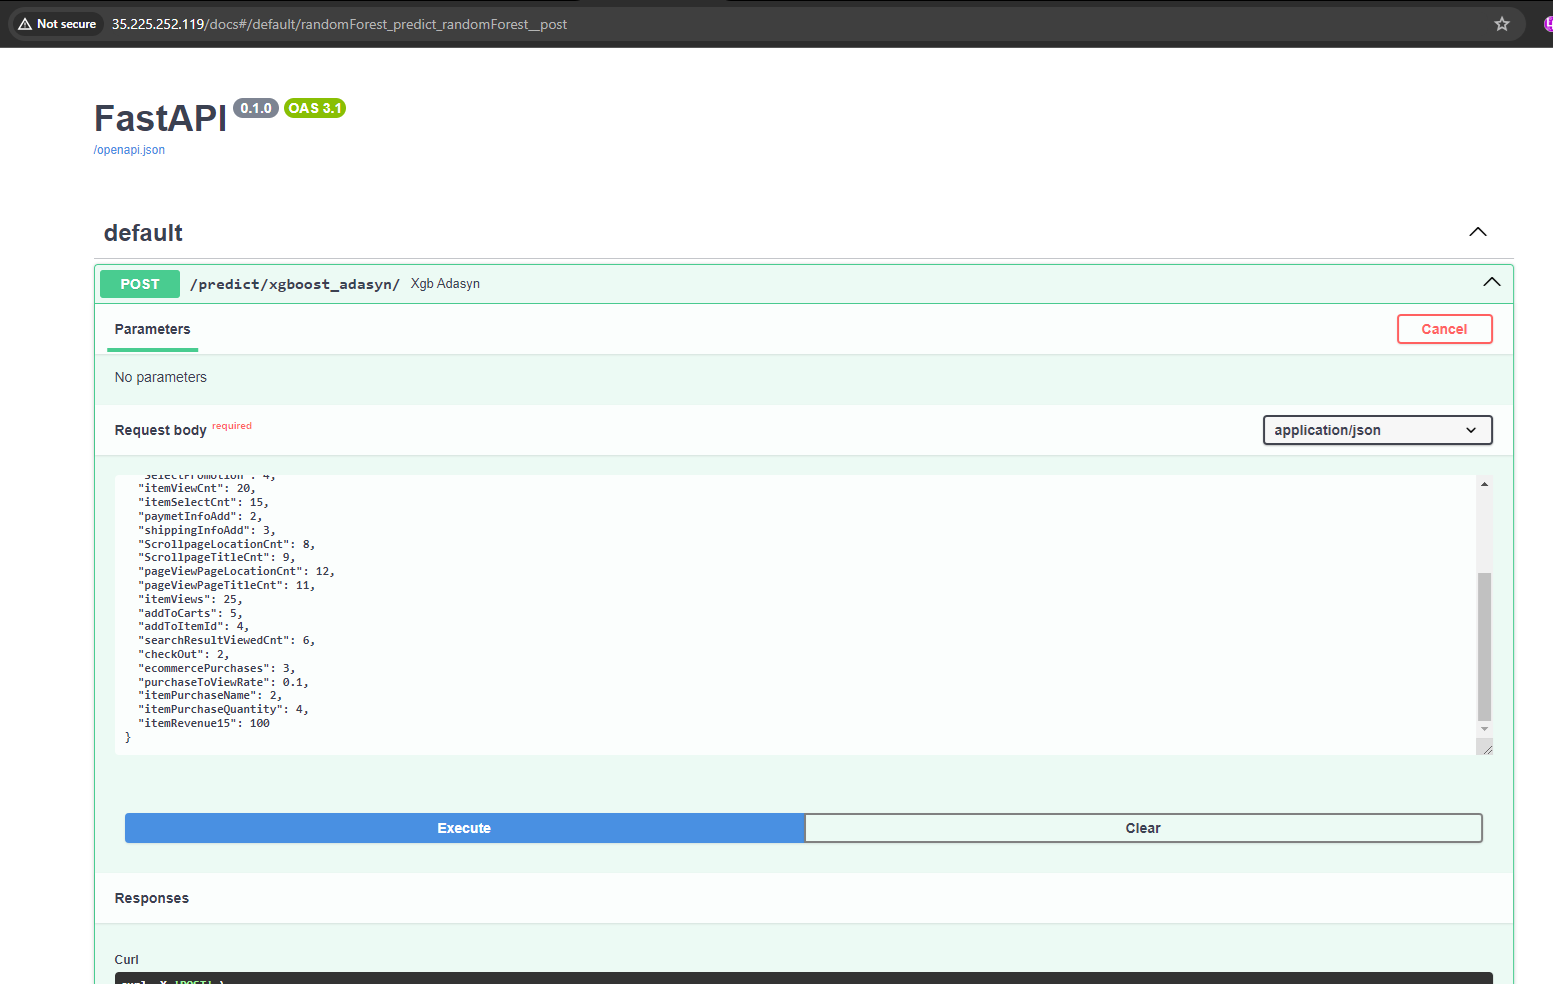 Not secure 35.225.252.119/docs#/default/randomForest_predict_randomForest__post
FastAPI 0.1.0 OAS 3.1
/openapi.json
default
POST /predict/xgboost_adasyn/ Xgb Adasyn
Parameters Cancel
No parameters
Request body required application/json
"SelectPromotion": 4,
"itemViewCnt": 20,
"itemSelectCnt": 15,
"paymetInfoAdd": 2,
"shippingInfoAdd": 3,
"ScrollpageLocationCnt": 8,
"ScrollpageTitleCnt": 9,
"pageViewPageLocationCnt": 12,
"pageViewPageTitleCnt": 11,
"itemViews": 25,
"addToCarts": 5,
"addToItemId": 4,
"searchResultViewedCnt": 6,
"checkOut": 2,
"ecommercePurchases": 3,
"purchaseToViewRate": 0.1,
"itemPurchaseName": 2,
"itemPurchaseQuantity": 4,
"itemRevenue15": 100
}
Execute Clear
Responses
Curl